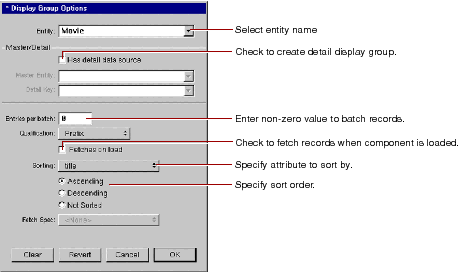 Display Group Options
Entity: Movie
Select entity name
Master/Detail
Has detail data source
Check to create detail display group.
Master Entity:
Detail Key:
Entries per batch: 0
Enter non-zero value to batch records.
Qualification: Prefix
Fetches on load
Check to fetch records when component is loaded.
Sorting: title
Specify attribute to sort by.
Ascending
Specify sort order.
Descending
Not Sorted
Fetch Spec: <None>
Clear Revert Cancel OK